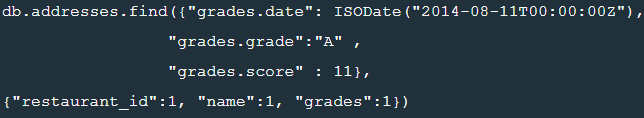 db.addresses.find({"grades.date": ISODate("2014-08-11T00:00:00Z"),
"grades.grade":"A" ,
"grades.score" : 11},
{"restaurant_id":1, "name":1, "grades":1})